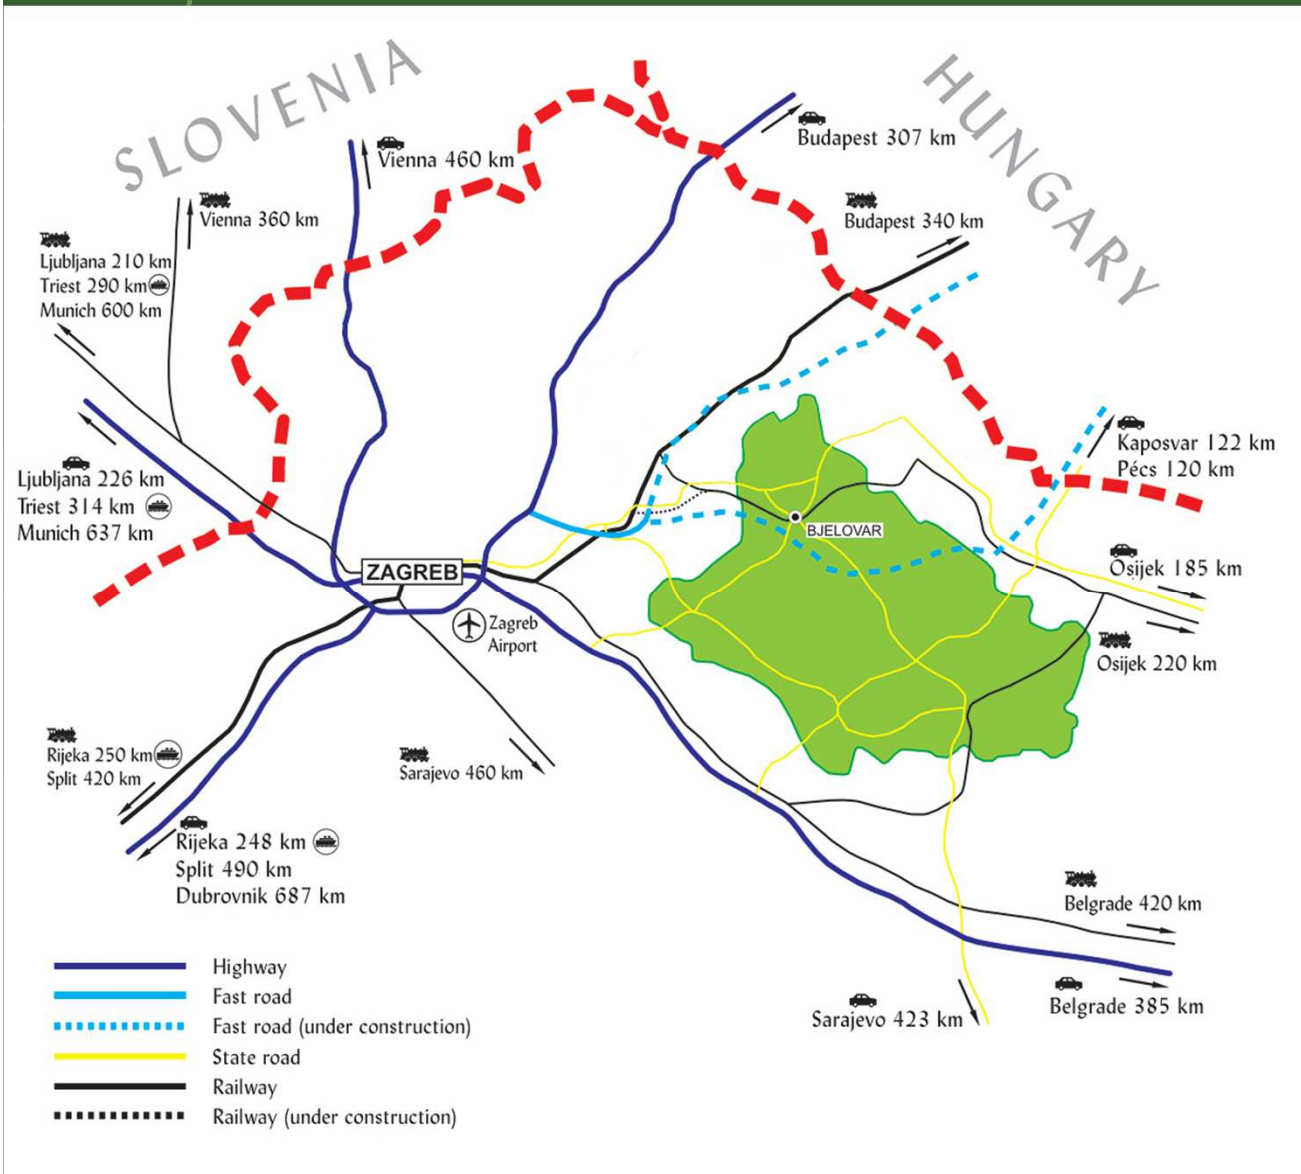 SLOVENIA
HUNGARY
Budapest 307 km
Vienna 460 km
Vienna 360 km
Budapest 340 km
Ljubljana 210 km
Triest 290 km
Munich 600 km
Kaposvar 122 km
Pécs 120 km
Ljubljana 226 km
Triest 314 km
Munich 637 km
BJELOVAR
ZAGREB
Osijek 185 km
Zagreb
Airport
Osijek 220 km
Rijeka 250 km
Split 420 km
Sarajevo 460 km
Rijeka 248 km
Split 490 km
Dubrovnik 687 km
Belgrade 420 km
Belgrade 385 km
Sarajevo 423 km
Highway
Fast road
Fast road (under construction)
State road
Railway
Railway (under construction)